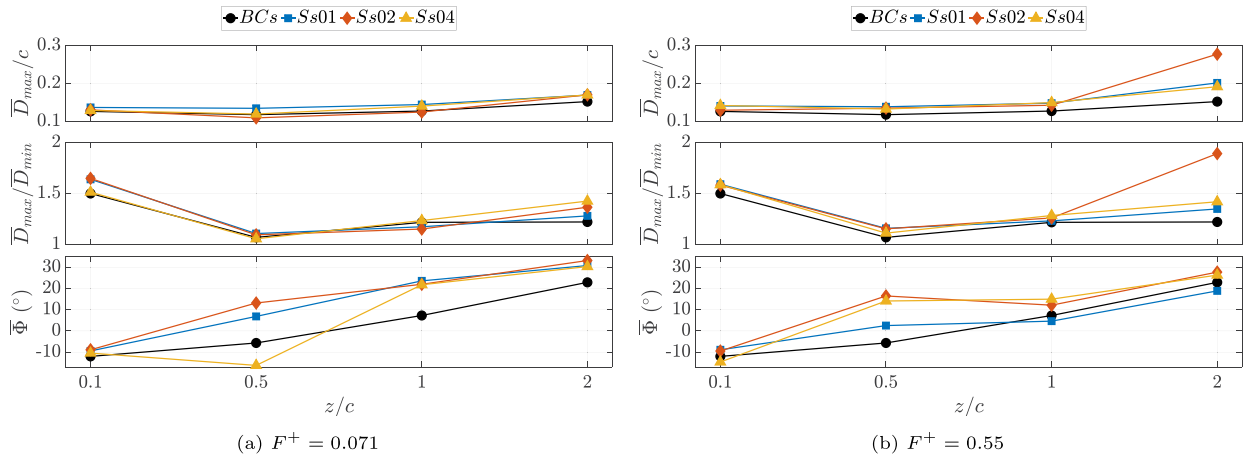 BCs Ss01 Ss02 Ss04
D̅max/c
0.3
0.2
0.1
D̅max/D̅min
2
1.5
1
Φ̅ (°)
30
20
10
0
-10
0.1 0.5 1 2
z/c
(a) F⁺ = 0.071
BCs Ss01 Ss02 Ss04
D̅max/c
0.3
0.2
0.1
D̅max/D̅min
2
1.5
1
Φ̅ (°)
30
20
10
0
-10
0.1 0.5 1 2
z/c
(b) F⁺ = 0.55